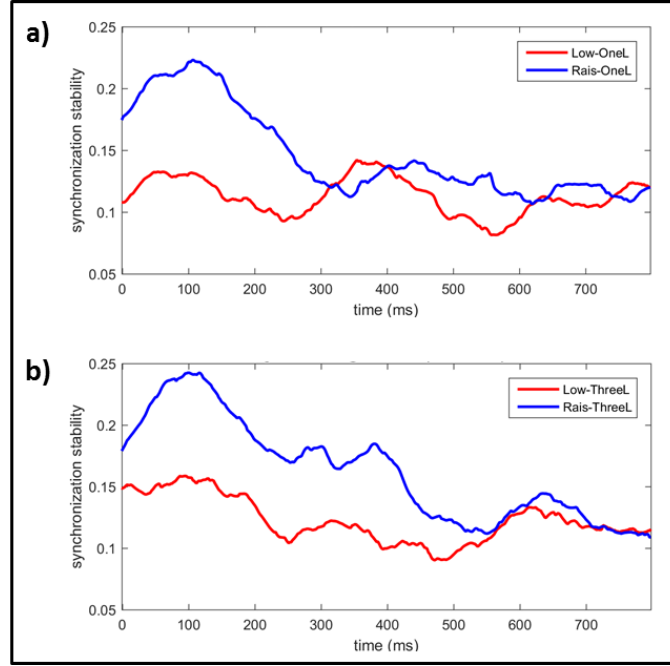 a)
0.25
0.2
0.15
0.1
0.05
synchronization stability
Low-OneL
Rais-OneL
0 100 200 300 400 500 600 700
time (ms)
b)
0.25
0.2
0.15
0.1
0.05
synchronization stability
Low-ThreeL
Rais-ThreeL
0 100 200 300 400 500 600 700
time (ms)